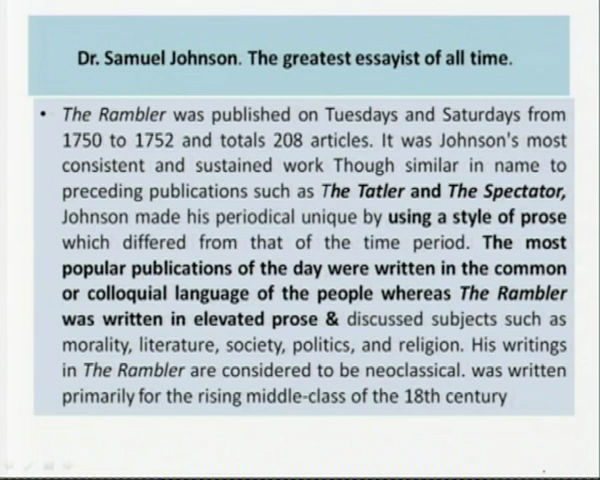 Dr. Samuel Johnson. The greatest essayist of all time.
• The Rambler was published on Tuesdays and Saturdays from
1750 to 1752 and totals 208 articles. It was Johnson's most
consistent and sustained work Though similar in name to
preceding publications such as The Tatler and The Spectator,
Johnson made his periodical unique by using a style of prose
which differed from that of the time period. The most
popular publications of the day were written in the common
or colloquial language of the people whereas The Rambler
was written in elevated prose & discussed subjects such as
morality, literature, society, politics, and religion. His writings
in The Rambler are considered to be neoclassical. was written
primarily for the rising middle-class of the 18th century